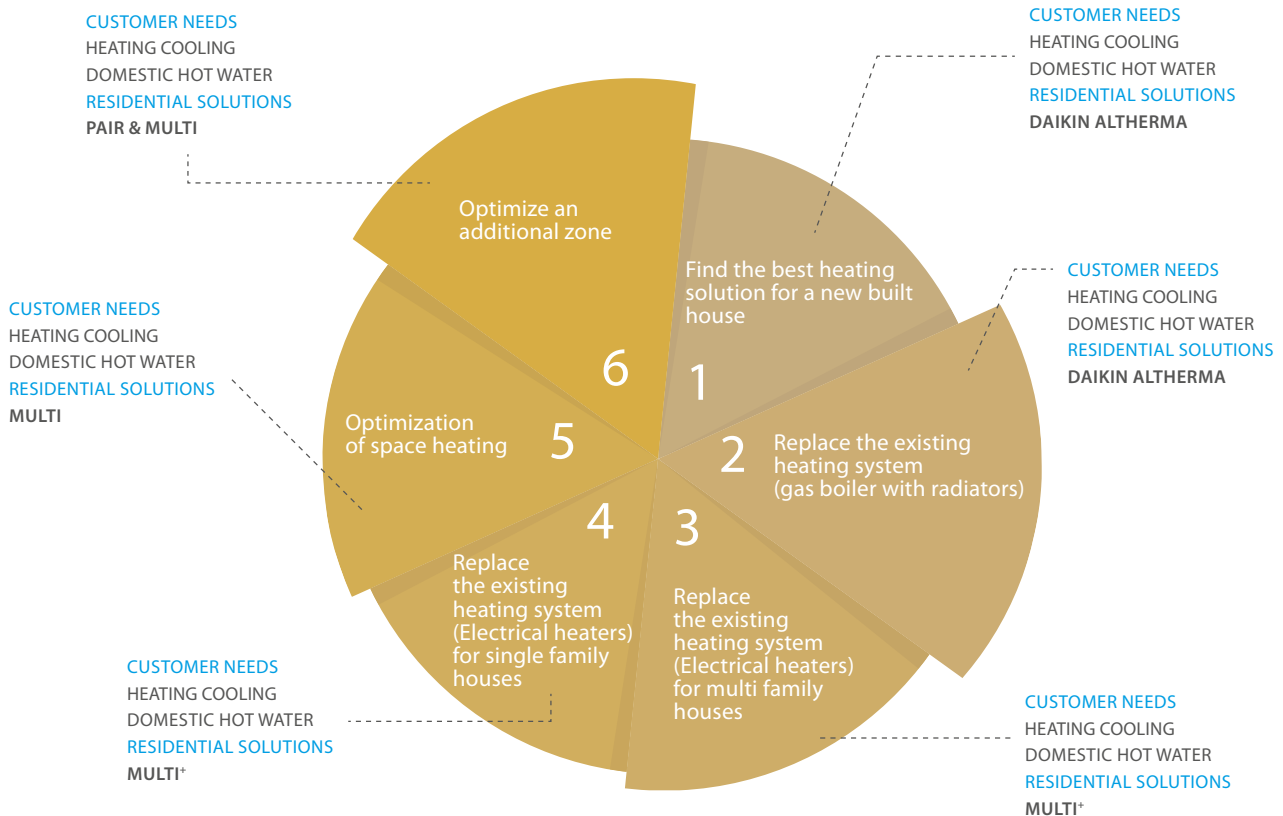 CUSTOMER NEEDS
HEATING COOLING
DOMESTIC HOT WATER
RESIDENTIAL SOLUTIONS
PAIR & MULTI
CUSTOMER NEEDS
HEATING COOLING
DOMESTIC HOT WATER
RESIDENTIAL SOLUTIONS
DAIKIN ALTHERMA
Optimize an
additional zone
6
Find the best heating
solution for a new built
house
1
CUSTOMER NEEDS
HEATING COOLING
DOMESTIC HOT WATER
RESIDENTIAL SOLUTIONS
DAIKIN ALTHERMA
CUSTOMER NEEDS
HEATING COOLING
DOMESTIC HOT WATER
RESIDENTIAL SOLUTIONS
MULTI
Optimization
of space heating
5
2
Replace the existing
heating system
(gas boiler with radiators)
4
Replace
the existing
heating system
(Electrical heaters)
for single family
houses
3
Replace
the existing
heating system
(Electrical heaters)
for multi family
houses
CUSTOMER NEEDS
HEATING COOLING
DOMESTIC HOT WATER
RESIDENTIAL SOLUTIONS
MULTI⁺
CUSTOMER NEEDS
HEATING COOLING
DOMESTIC HOT WATER
RESIDENTIAL SOLUTIONS
MULTI⁺